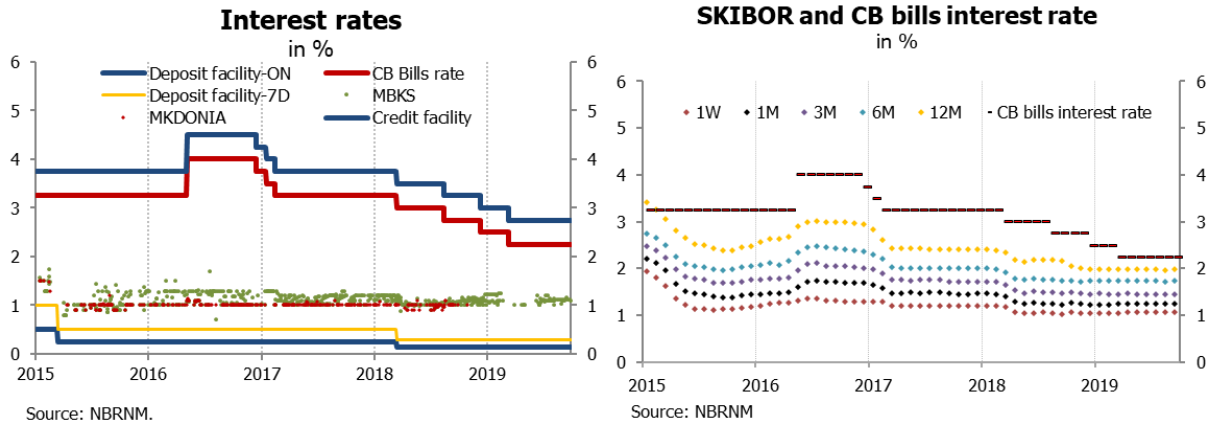 Interest rates
in %
Deposit facility-ON
CB Bills rate
Deposit facility-7D
MBKS
MKDONIA
Credit facility
6
5
4
3
2
1
0
6
5
4
3
2
1
0
2015
2016
2017
2018
2019
Source: NBRNM.
SKIBOR and CB bills interest rate
in %
1W
1M
3M
6M
12M
CB bills interest rate
6
5
4
3
2
1
0
6
5
4
3
2
1
0
2015
2016
2017
2018
2019
Source: NBRNM